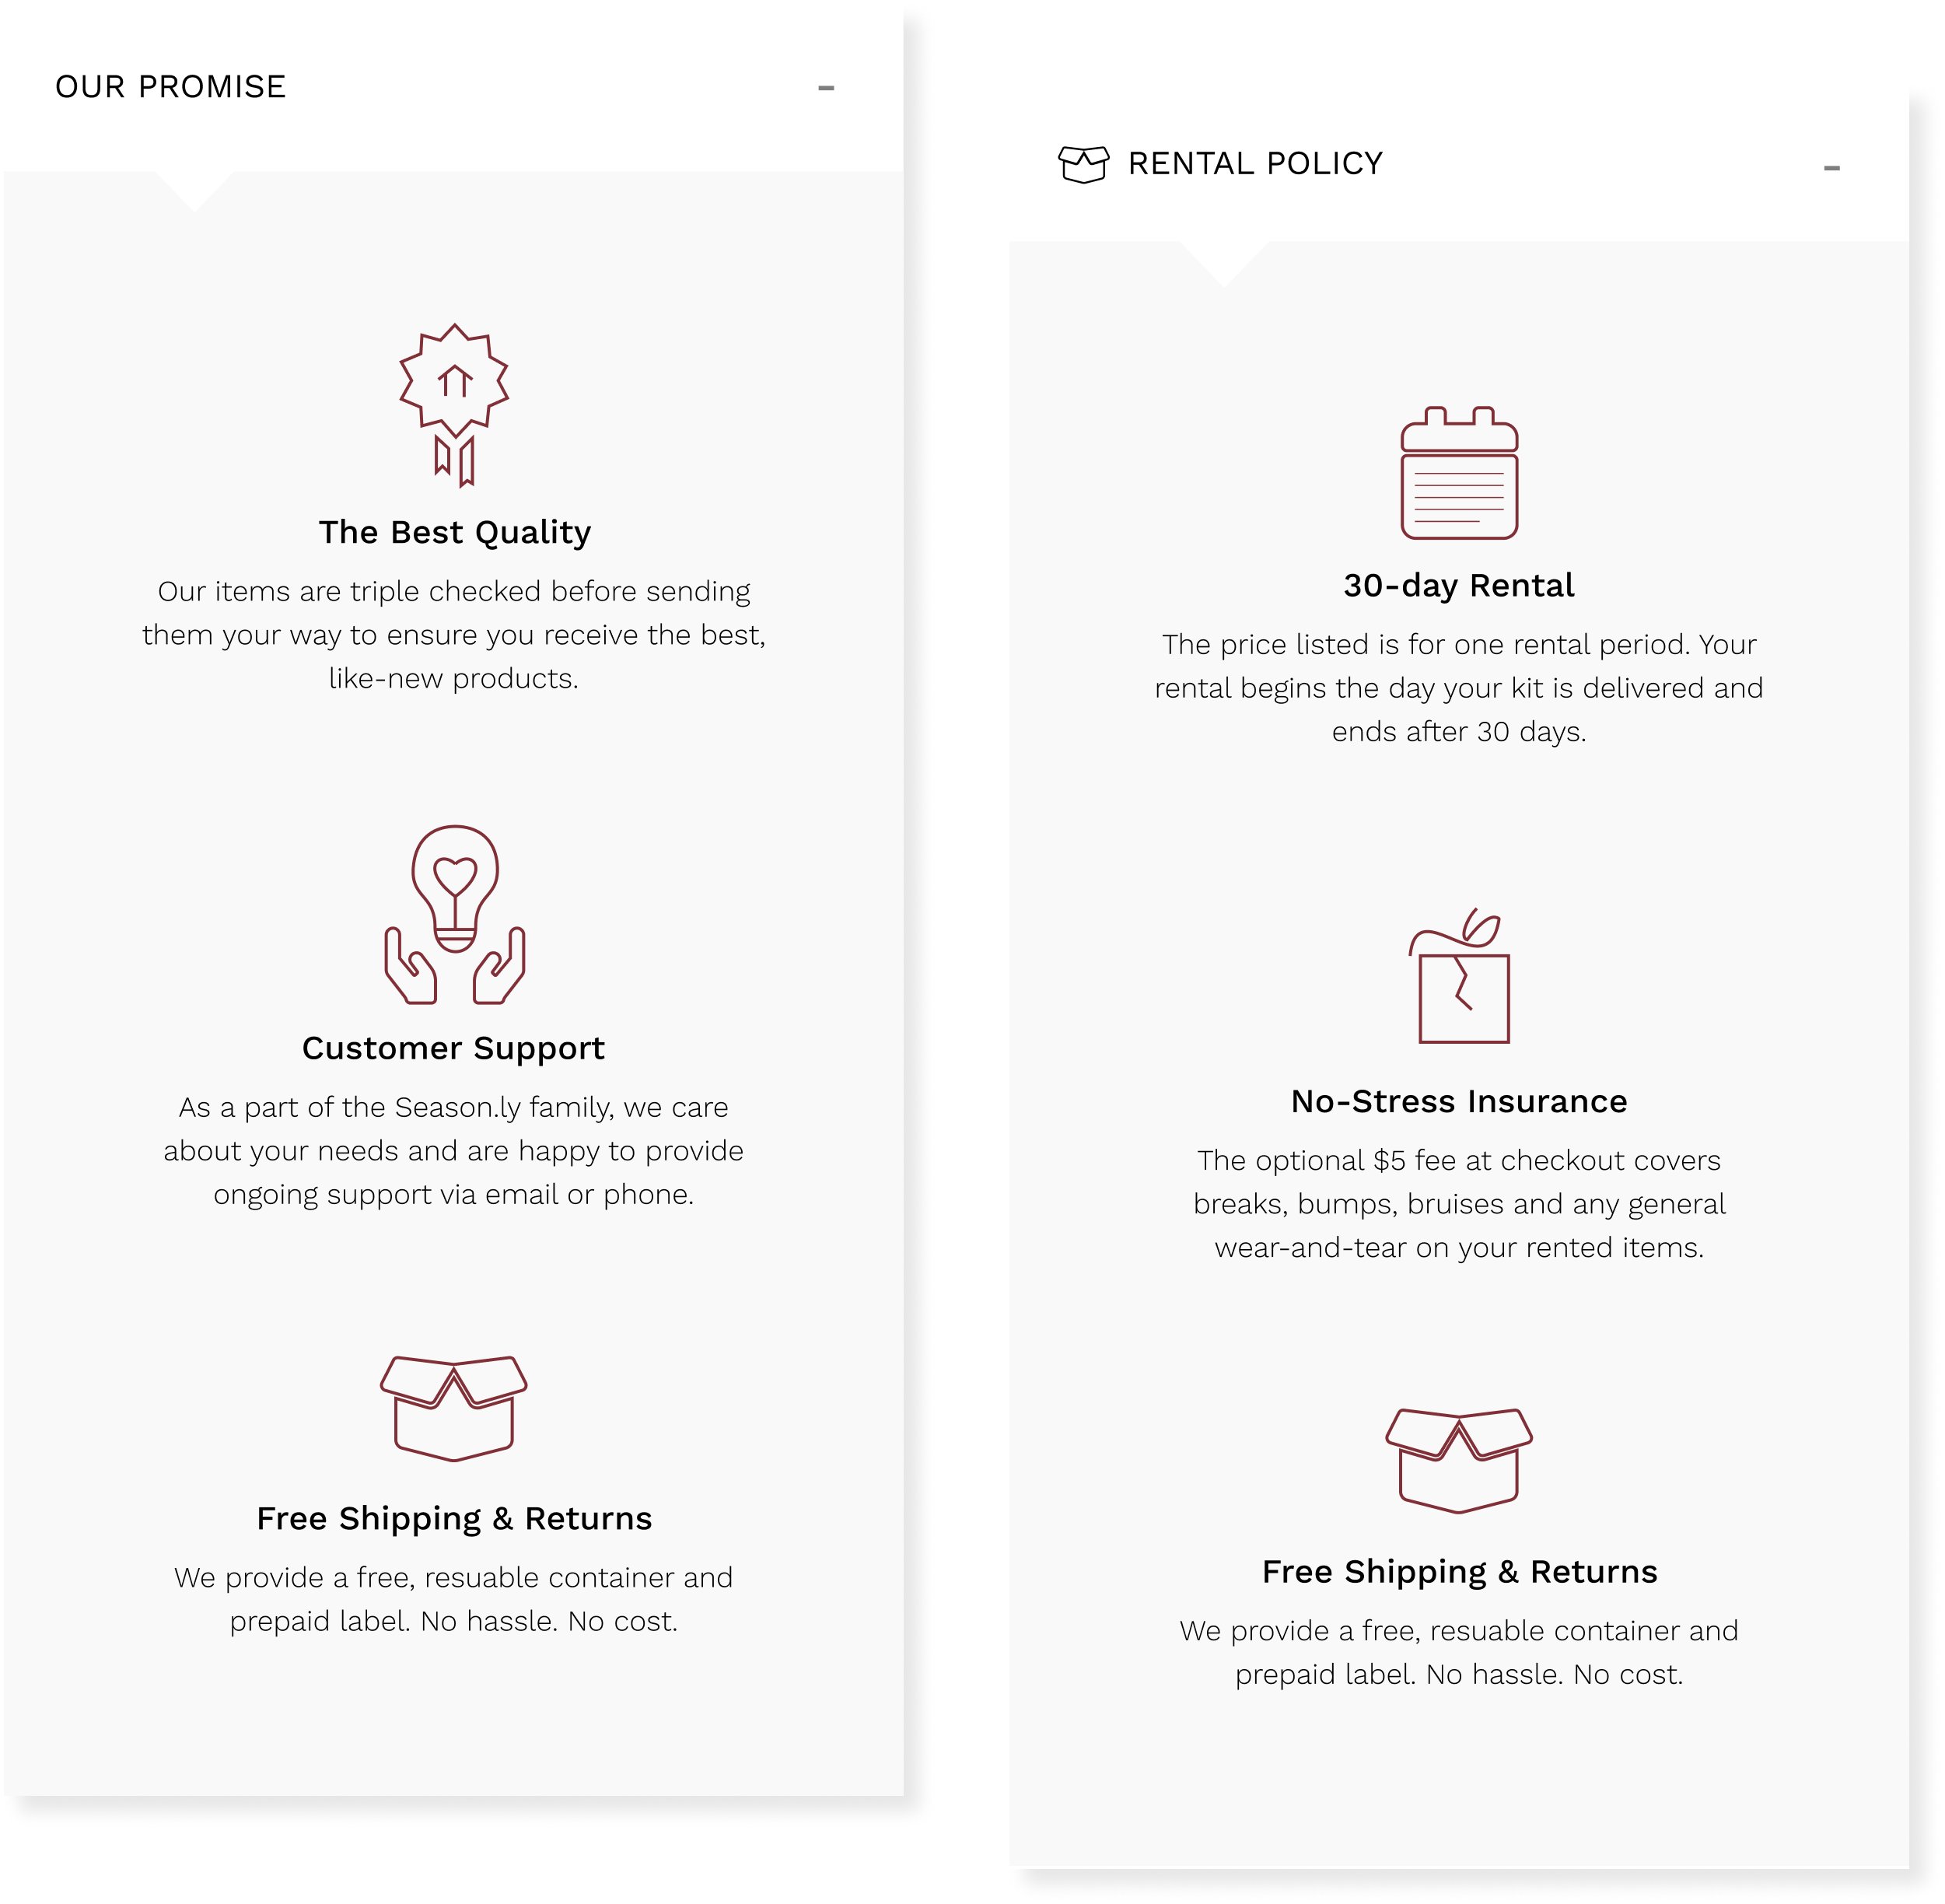 OUR PROMISE
The Best Quality
Our items are triple checked before sending
them your way to ensure you receive the best,
like-new products.
Customer Support
As a part of the Season.ly family, we care
about your needs and are happy to provide
ongoing support via email or phone.
Free Shipping & Returns
We provide a free, resuable container and
prepaid label. No hassle. No cost.
RENTAL POLICY
30-day Rental
The price listed is for one rental period. Your
rental begins the day your kit is delivered and
ends after 30 days.
No-Stress Insurance
The optional $5 fee at checkout covers
breaks, bumps, bruises and any general
wear-and-tear on your rented items.
Free Shipping & Returns
We provide a free, resuable container and
prepaid label. No hassle. No cost.